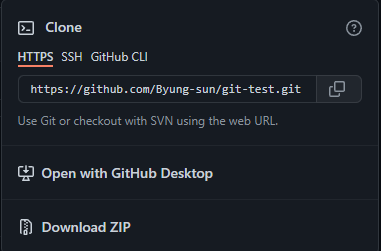 Clone
HTTPS SSH GitHub CLI
https://github.com/Byung-sun/git-test.git
Use Git or checkout with SVN using the web URL.
Open with GitHub Desktop
Download ZIP